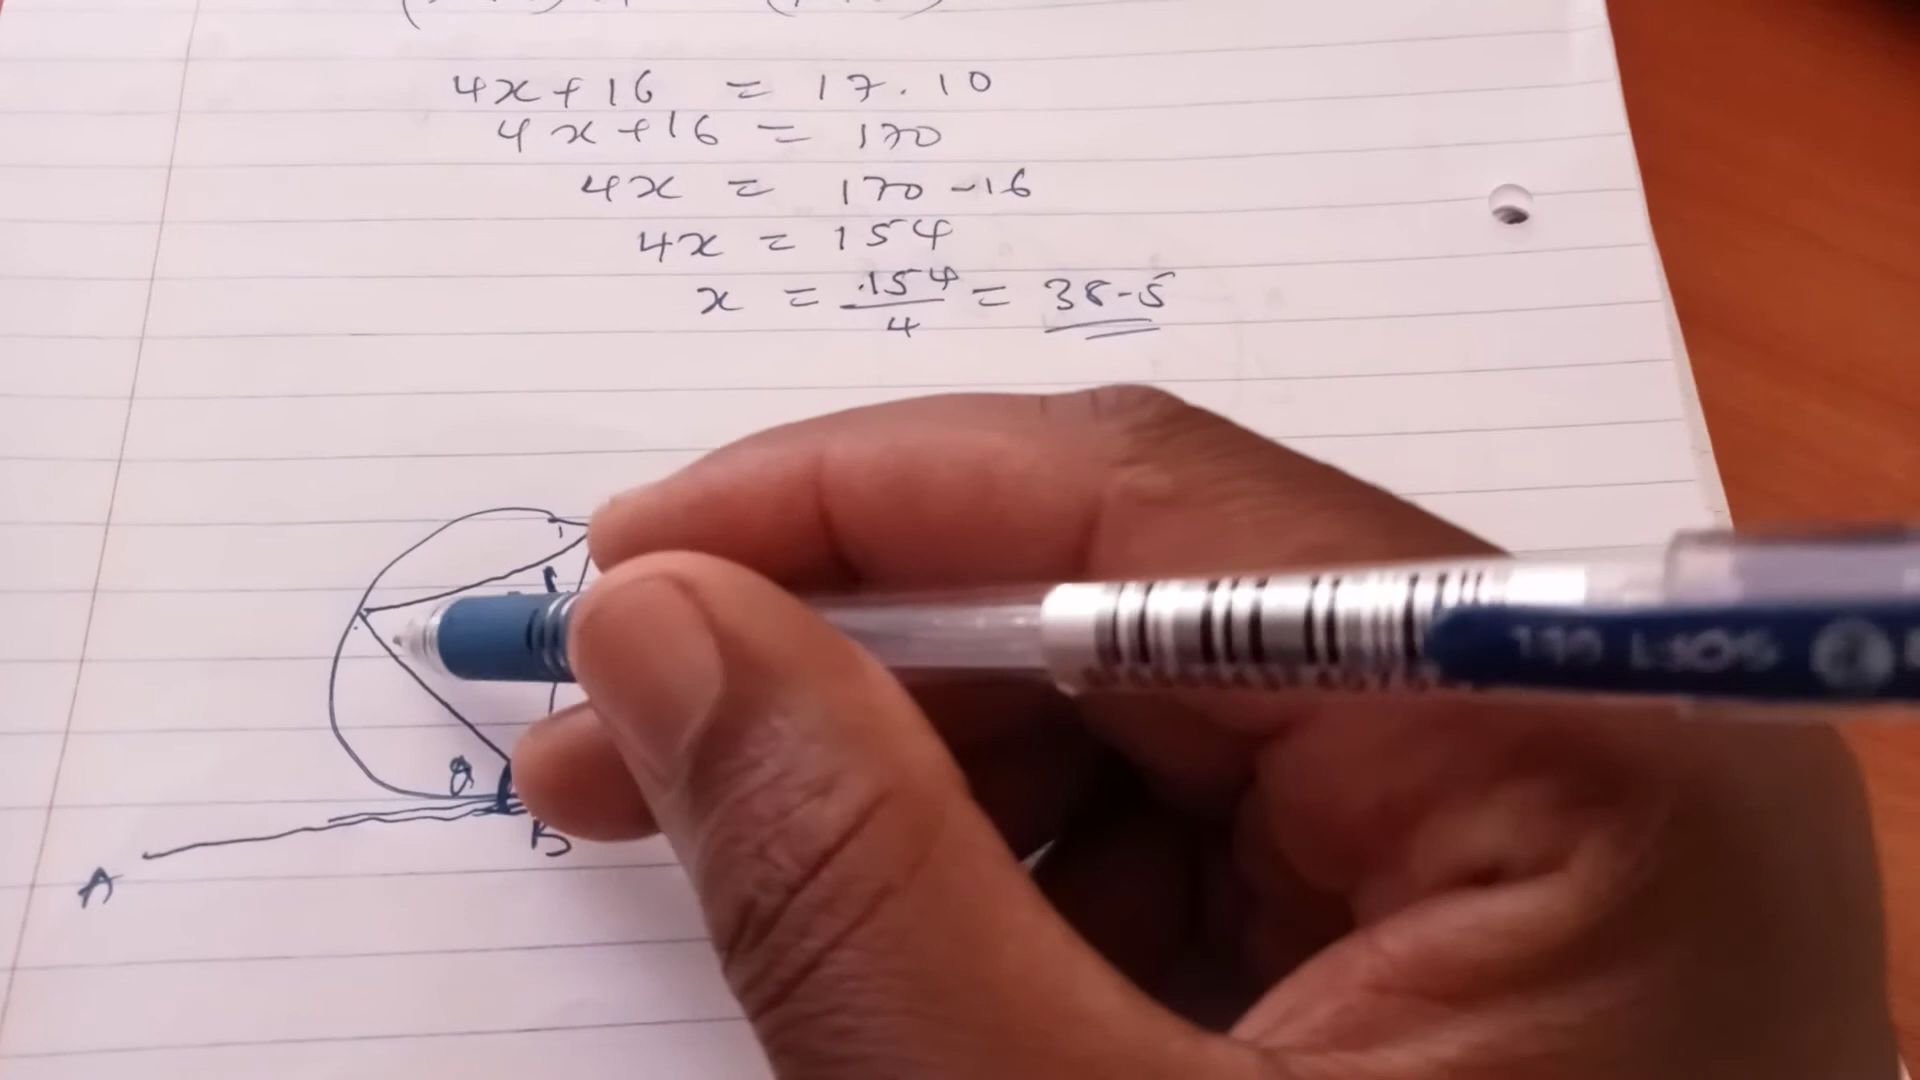 4x + 16 = 17.10
4x + 16 = 170
4x = 170 - 16
4x = 154
x = 154/4 = 38.5
θ
B
A
SOFT GEL